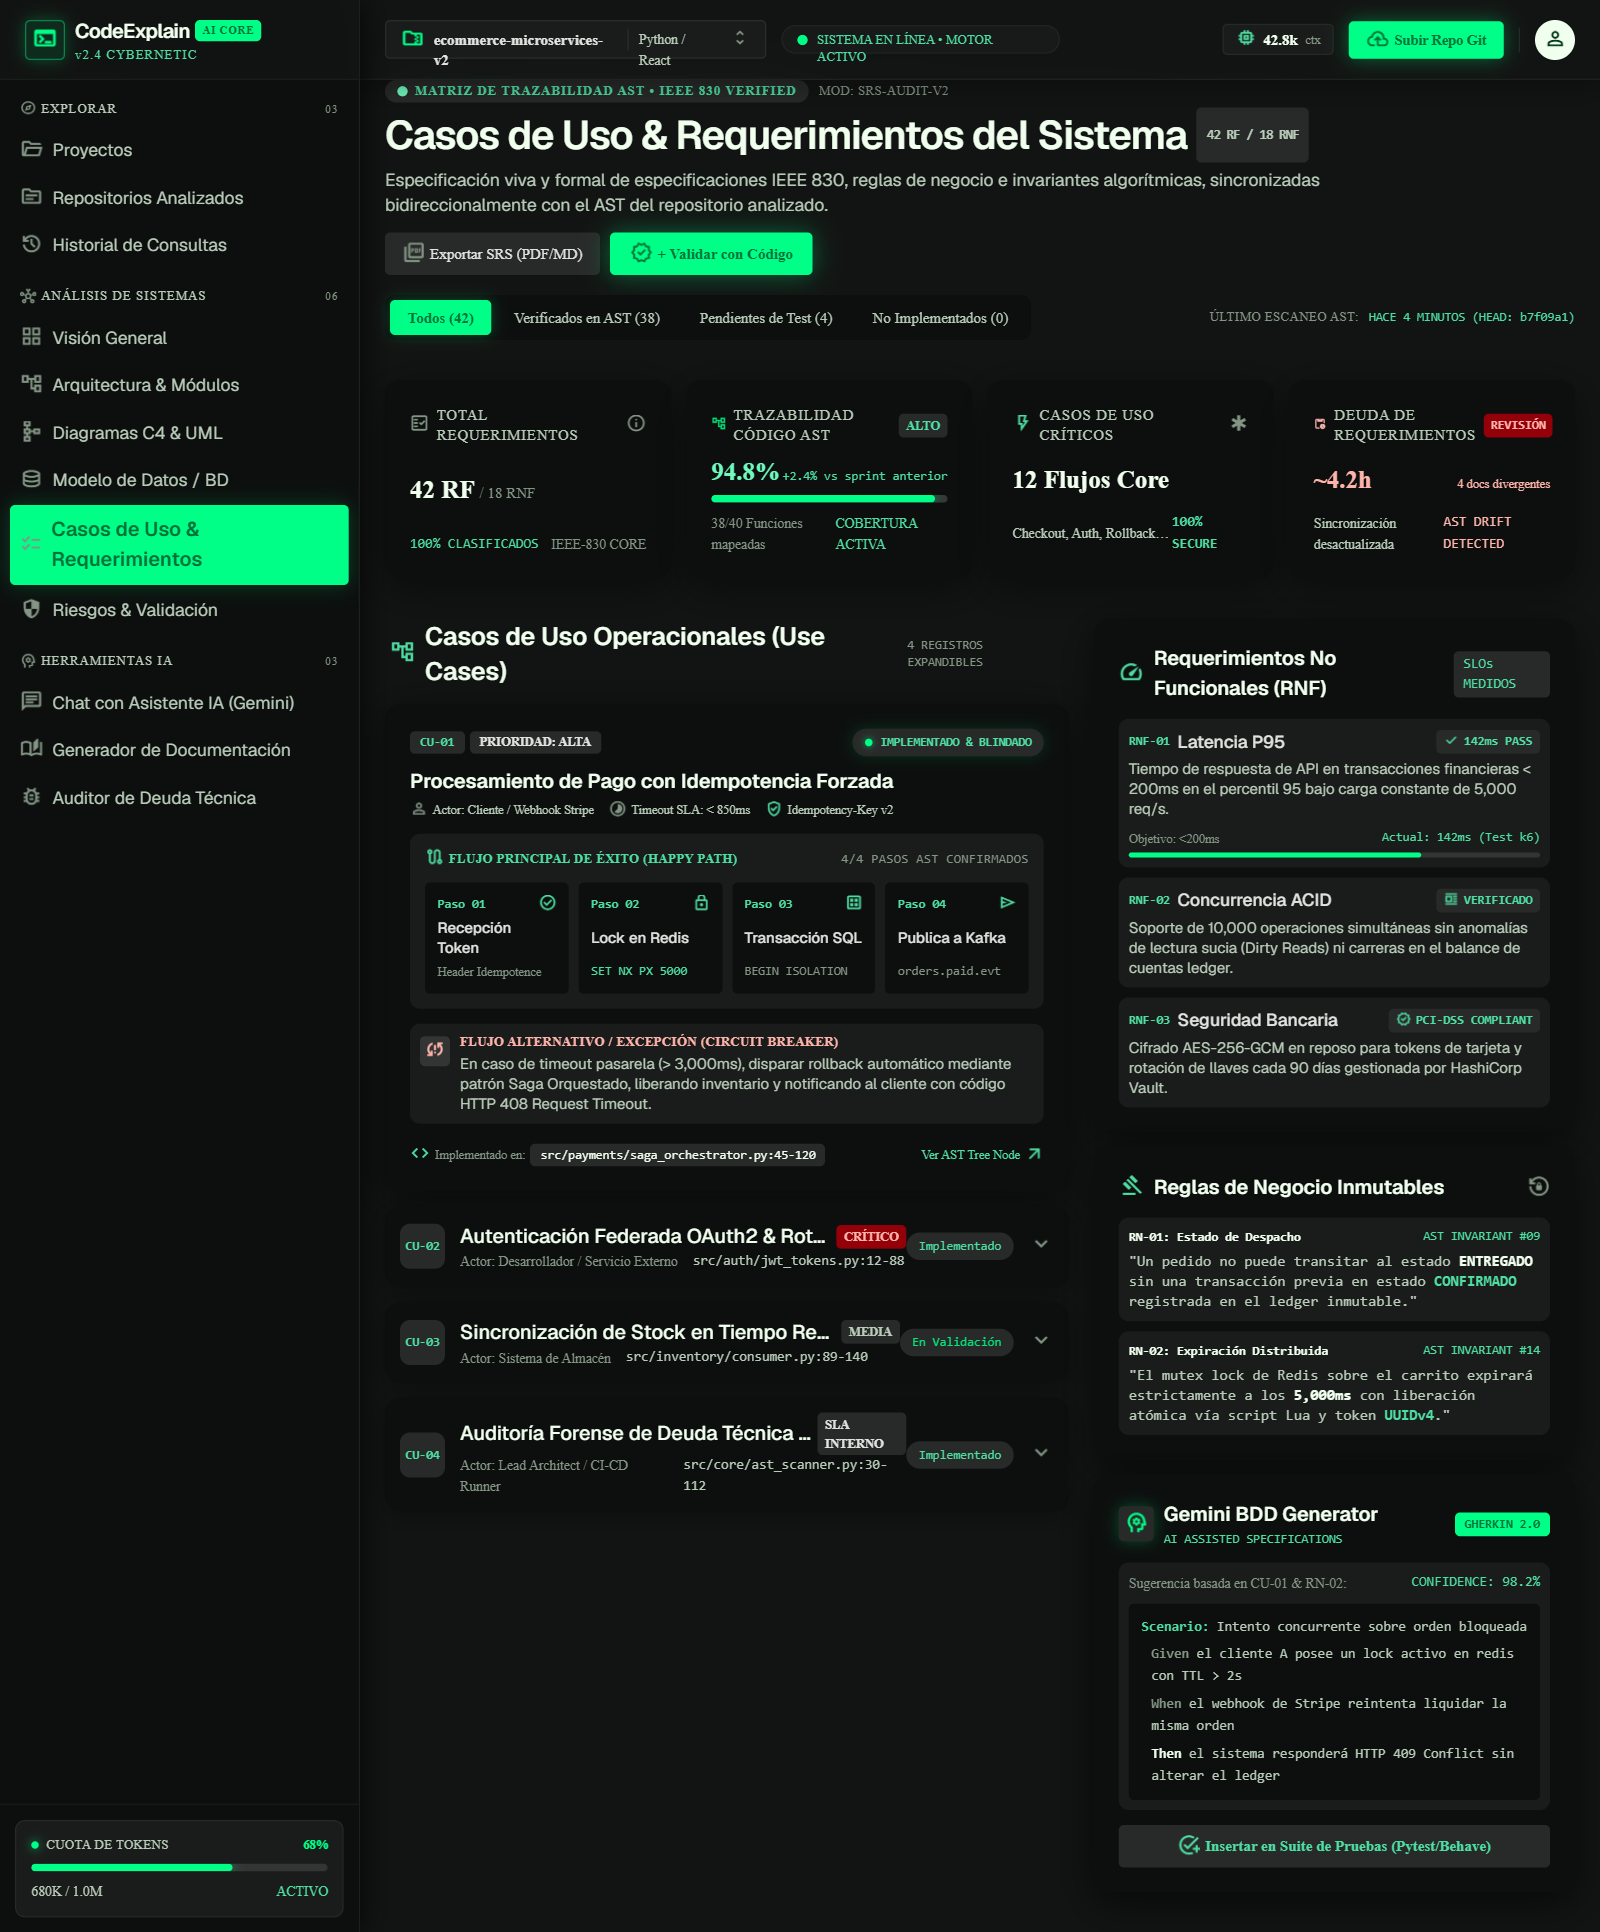 CodeExplain AI CORE
v2.4 CYBERNETIC
ecommerce-microservices-
v2
Python /
React
SISTEMA EN LÍNEA • MOTOR
ACTIVO
42.8k ctx
Subir Repo Git
EXPLORAR 03
Proyectos
Repositorios Analizados
Historial de Consultas
ANÁLISIS DE SISTEMAS 06
Visión General
Arquitectura & Módulos
Diagramas C4 & UML
Modelo de Datos / BD
Casos de Uso &
Requerimientos
Riesgos & Validación
HERRAMIENTAS IA 03
Chat con Asistente IA (Gemini)
Generador de Documentación
Auditor de Deuda Técnica
CUOTA DE TOKENS 68%
680K / 1.0M ACTIVO
MATRIZ DE TRAZABILIDAD AST • IEEE 830 VERIFIED MOD: SRS-AUDIT-V2
Casos de Uso & Requerimientos del Sistema 42 RF / 18 RNF
Especificación viva y formal de especificaciones IEEE 830, reglas de negocio e invariantes algorítmicas, sincronizadas
bidireccionalmente con el AST del repositorio analizado.
Exportar SRS (PDF/MD)
+ Validar con Código
Todos (42) Verificados en AST (38) Pendientes de Test (4) No Implementados (0)
ÚLTIMO ESCANEO AST: HACE 4 MINUTOS (HEAD: b7f09a1)
TOTAL
REQUERIMIENTOS
42 RF / 18 RNF
100% CLASIFICADOS IEEE-830 CORE
TRAZABILIDAD
CÓDIGO AST
ALTO
94.8% +2.4% vs sprint anterior
38/40 Funciones
mapeadas
COBERTURA
ACTIVA
CASOS DE USO
CRÍTICOS
12 Flujos Core
Checkout, Auth, Rollback...
100%
SECURE
DEUDA DE
REQUERIMIENTOS
REVISIÓN
~4.2h 4 docs divergentes
Sincronización
desactualizada
AST DRIFT
DETECTED
Casos de Uso Operacionales (Use
Cases)
4 REGISTROS
EXPANDIBLES
CU-01 PRIORIDAD: ALTA IMPLEMENTADO & BLINDADO
Procesamiento de Pago con Idempotencia Forzada
Actor: Cliente / Webhook Stripe Timeout SLA: < 850ms Idempotency-Key v2
FLUJO PRINCIPAL DE ÉXITO (HAPPY PATH) 4/4 PASOS AST CONFIRMADOS
Paso 01
Recepción
Token
Header Idempotence
Paso 02
Lock en Redis
SET NX PX 5000
Paso 03
Transacción SQL
BEGIN ISOLATION
Paso 04
Publica a Kafka
orders.paid.evt
FLUJO ALTERNATIVO / EXCEPCIÓN (CIRCUIT BREAKER)
En caso de timeout pasarela (> 3,000ms), disparar rollback automático mediante
patrón Saga Orquestado, liberando inventario y notificando al cliente con código
HTTP 408 Request Timeout.
Implementado en: src/payments/saga_orchestrator.py:45-120 Ver AST Tree Node
CU-02
Autenticación Federada OAuth2 & Rot... CRÍTICO
Actor: Desarrollador / Servicio Externo src/auth/jwt_tokens.py:12-88
Implementado
CU-03
Sincronización de Stock en Tiempo Re... MEDIA
Actor: Sistema de Almacén src/inventory/consumer.py:89-140
En Validación
CU-04
Auditoría Forense de Deuda Técnica ...
SLA
INTERNO
Actor: Lead Architect / CI-CD
Runner
src/core/ast_scanner.py:30-
112
Implementado
Requerimientos No
Funcionales (RNF)
SLOs
MEDIDOS
RNF-01 Latencia P95 142ms PASS
Tiempo de respuesta de API en transacciones financieras <
200ms en el percentil 95 bajo carga constante de 5,000
req/s.
Objetivo: <200ms Actual: 142ms (Test k6)
RNF-02 Concurrencia ACID VERIFICADO
Soporte de 10,000 operaciones simultáneas sin anomalías
de lectura sucia (Dirty Reads) ni carreras en el balance de
cuentas ledger.
RNF-03 Seguridad Bancaria PCI-DSS COMPLIANT
Cifrado AES-256-GCM en reposo para tokens de tarjeta y
rotación de llaves cada 90 días gestionada por HashiCorp
Vault.
Reglas de Negocio Inmutables
RN-01: Estado de Despacho AST INVARIANT #09
"Un pedido no puede transitar al estado ENTREGADO
sin una transacción previa en estado CONFIRMADO
registrada en el ledger inmutable."
RN-02: Expiración Distribuida AST INVARIANT #14
"El mutex lock de Redis sobre el carrito expirará
estrictamente a los 5,000ms con liberación
atómica vía script Lua y token UUIDv4."
Gemini BDD Generator
AI ASSISTED SPECIFICATIONS
GHERKIN 2.0
Sugerencia basada en CU-01 & RN-02: CONFIDENCE: 98.2%
Scenario: Intento concurrente sobre orden bloqueada
Given el cliente A posee un lock activo en redis
con TTL > 2s
When el webhook de Stripe reintenta liquidar la
misma orden
Then el sistema responderá HTTP 409 Conflict sin
alterar el ledger
Insertar en Suite de Pruebas (Pytest/Behave)